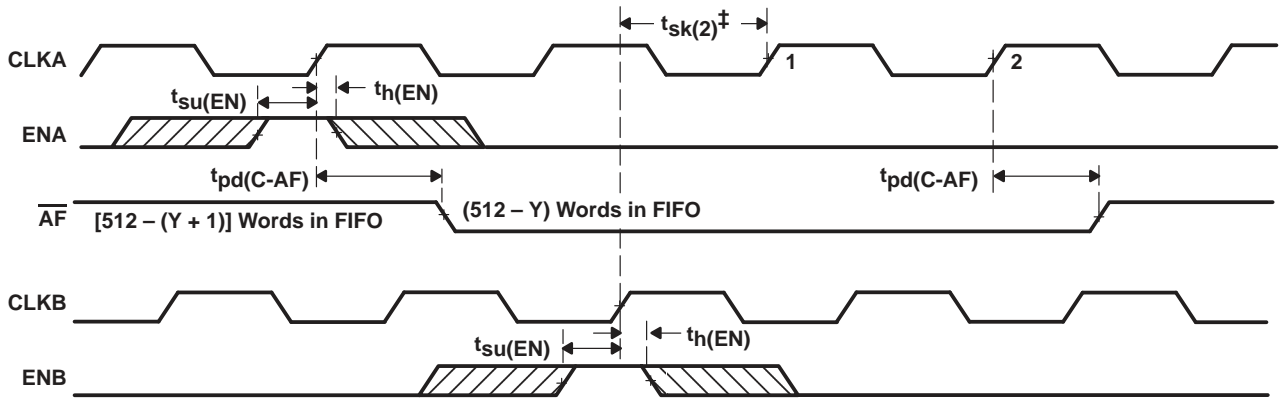 tsk(2)‡
CLKA
1
2
tsu(EN)
th(EN)
ENA
tpd(C-AF)
tpd(C-AF)
AF
[512 – (Y + 1)] Words in FIFO
(512 – Y) Words in FIFO
CLKB
tsu(EN)
th(EN)
ENB